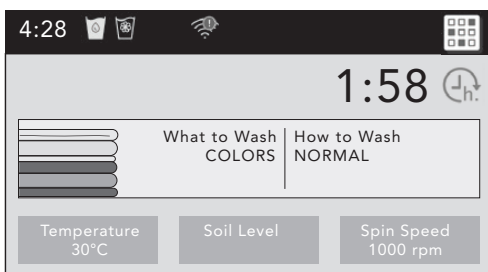 4:28
1:58 h.
What to Wash How to Wash
COLORS NORMAL
Temperature Soil Level Spin Speed
30°C 1000 rpm